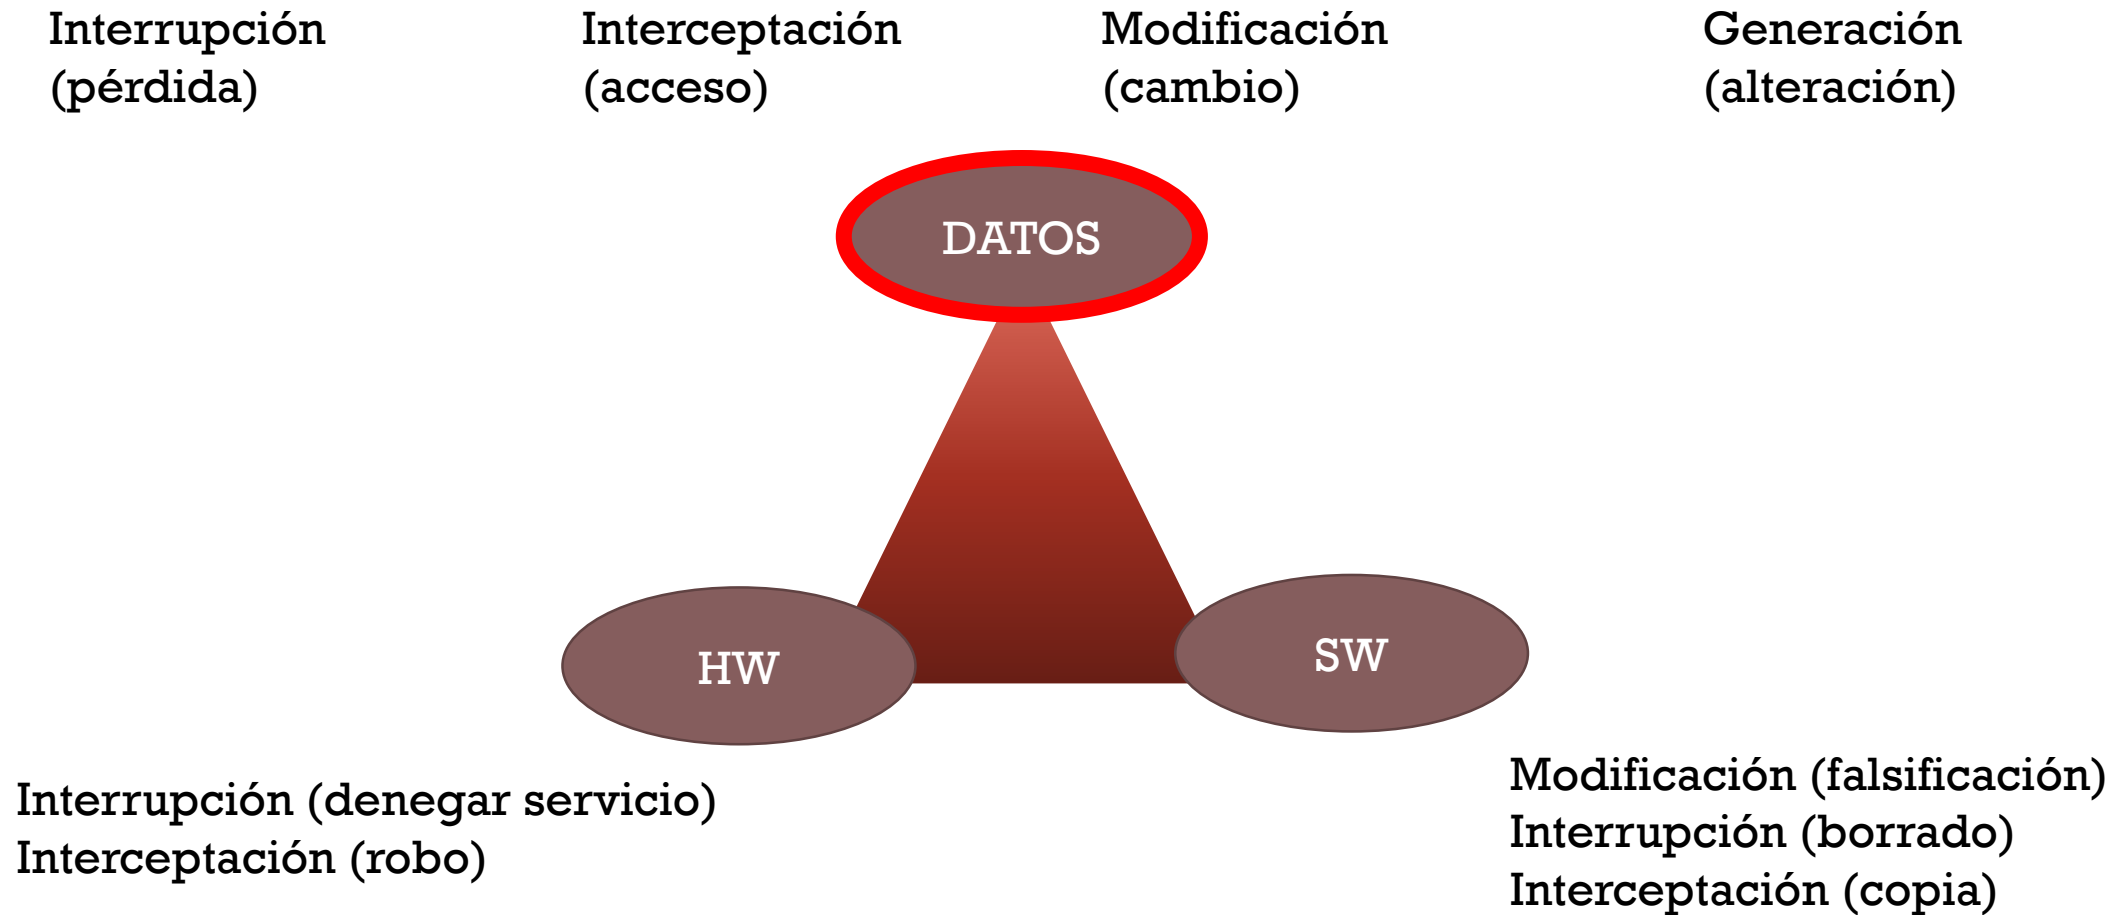 Interrupción
(pérdida)
Interceptación
(acceso)
Modificación
(cambio)
Generación
(alteración)
DATOS
HW
SW
Interrupción (denegar servicio)
Interceptación (robo)
Modificación (falsificación)
Interrupción (borrado)
Interceptación (copia)